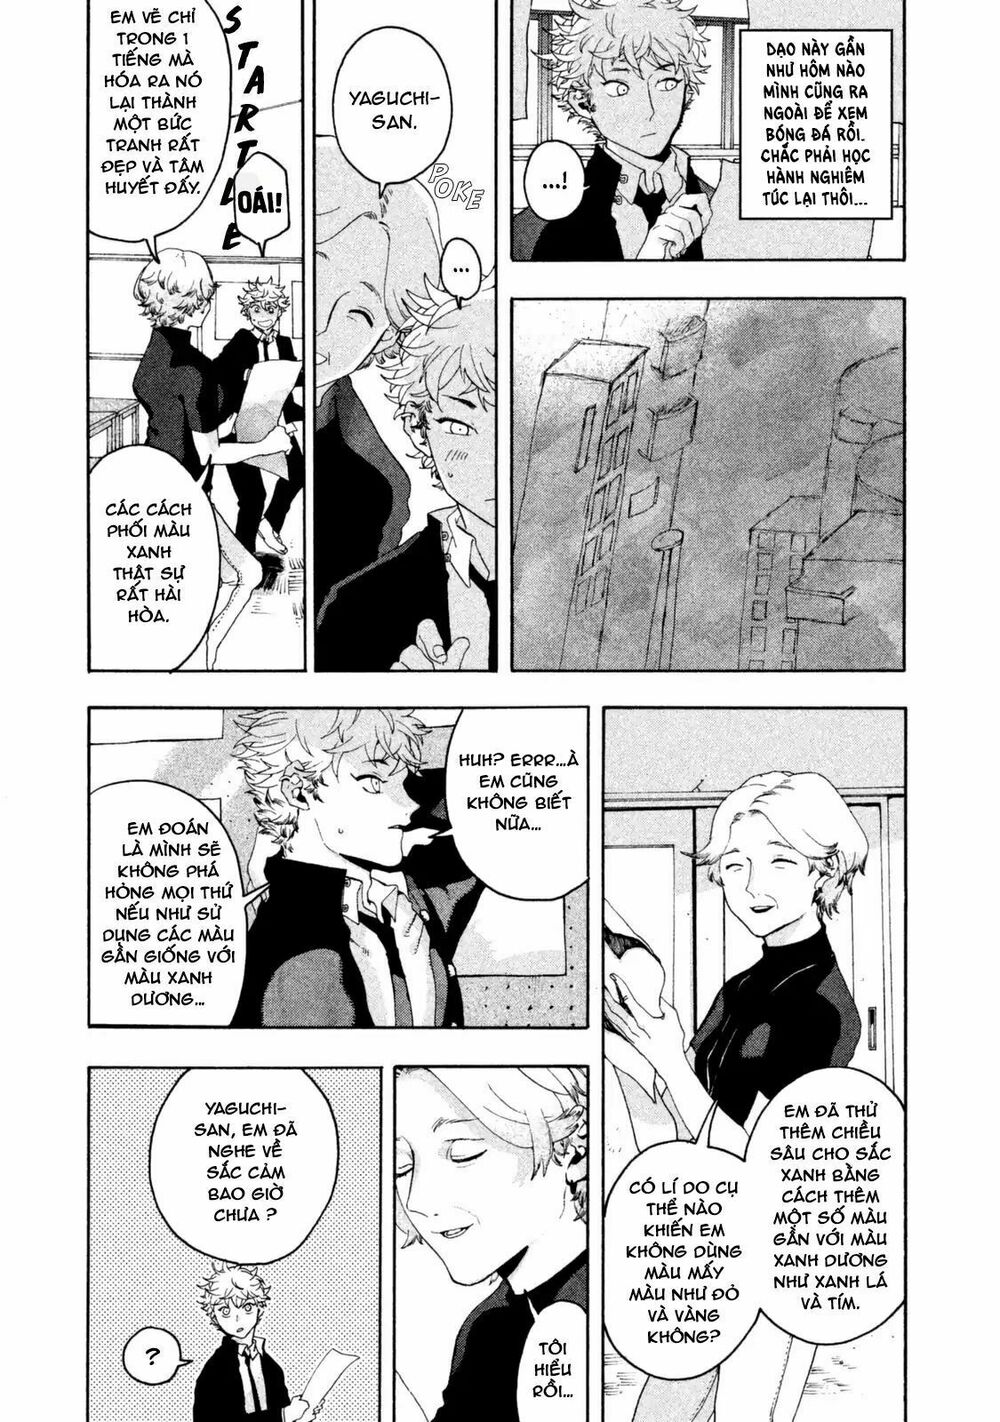 DẠO NÀY GẦN
NHƯ HÔM NÀO
MÌNH CŨNG RA
NGOÀI ĐỂ XEM
BÓNG ĐÁ RỒI.
CHẮC PHẢI HỌC
HÀNH NGHIÊM
TÚC LẠI THÔI...
...!
YAGUCHI-
SAN.
POKE
...
EM VẼ CHỈ
TRONG 1
TIẾNG MÀ
HÓA RA NÓ
LẠI THÀNH
MỘT BỨC
TRANH RẤT
ĐẸP VÀ TÂM
HUYẾT ĐẤY.
STARTLE
OÁI!
CÁC CÁCH
PHỐI MÀU
XANH
THẬT SỰ
RẤT HÀI
HÒA.
EM ĐÃ THỬ
THÊM CHIỀU
SÂU CHO SẮC
XANH BẰNG
CÁCH THÊM
MỘT SỐ MÀU
GẦN VỚI MÀU
XANH DƯƠNG
NHƯ XANH LÁ
VÀ TÍM.
CÓ LÍ DO CỤ
THỂ NÀO
KHIẾN EM
KHÔNG DÙNG
MÀU MẤY
MÀU NHƯ ĐỎ
VÀ VÀNG
KHÔNG?
HUH? ERRR...À
EM CŨNG
KHÔNG BIẾT
NỮA...
EM ĐOÁN
LÀ MÌNH SẼ
KHÔNG PHÁ
HỎNG MỌI THỨ
NẾU NHƯ SỬ
DỤNG CÁC MÀU
GẦN GIỐNG VỚI
MÀU XANH
DƯƠNG...
TÔI
HIỂU
RỒI...
YAGUCHI-
SAN, EM ĐÃ
NGHE VỀ
SẮC CẢM
BAO GIỜ
CHƯA ?
?